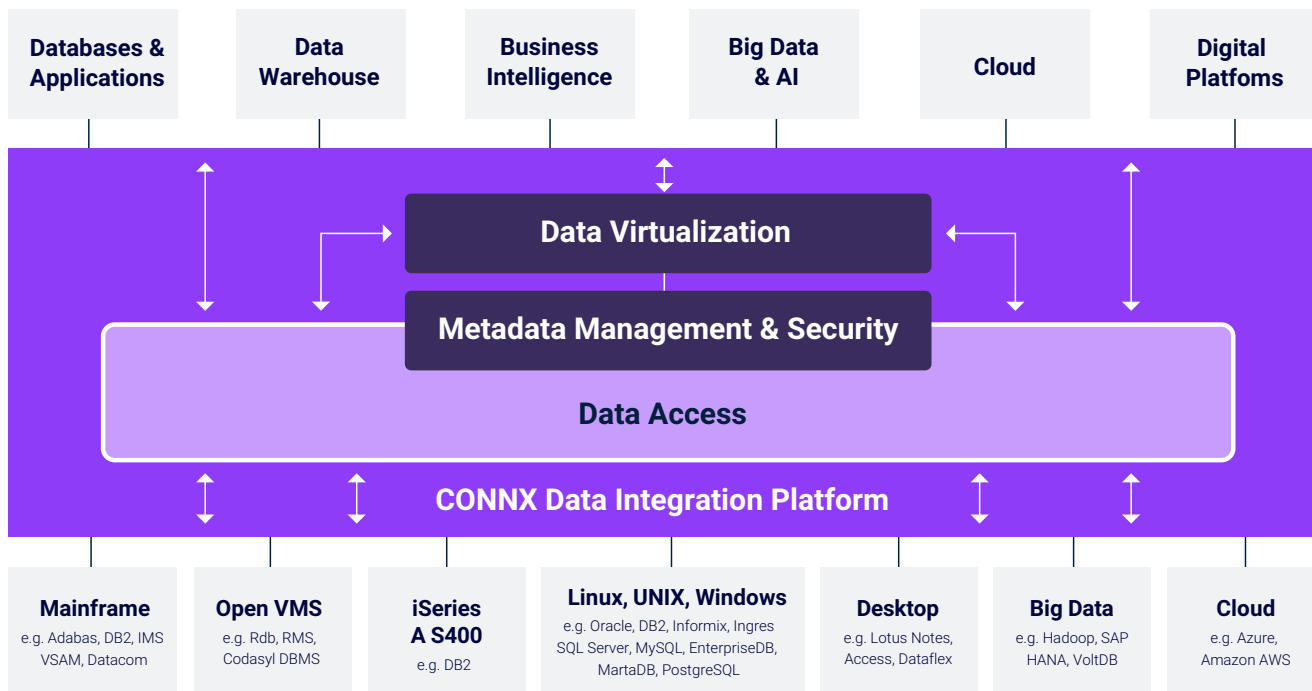 Databases &
Applications
Data
Warehouse
Business
Intelligence
Big Data
& AI
Cloud
Digital
Platfoms
Data Virtualization
Metadata Management & Security
Data Access
CONNX Data Integration Platform
Mainframe
e.g. Adabas, DB2, IMS
VSAM, Datacom
Open VMS
e.g. Rdb, RMS,
Codasyl DBMS
iSeries
A S400
e.g. DB2
Linux, UNIX, Windows
e.g. Oracle, DB2, Informix, Ingres
SQL Server, MySQL, EnterpriseDB,
MartaDB, PostgreSQL
Desktop
e.g. Lotus Notes,
Access, Dataflex
Big Data
e.g. Hadoop, SAP
HANA, VoltDB
Cloud
e.g. Azure,
Amazon AWS